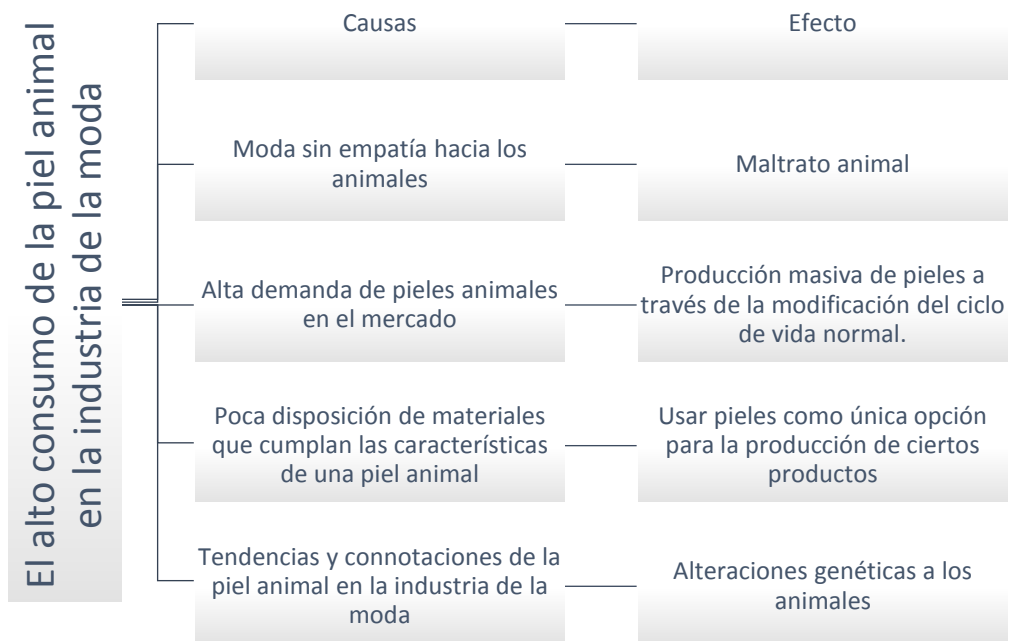 El alto consumo de la piel animal
en la industria de la moda
Causas
Efecto
Moda sin empatía hacia los
animales
Maltrato animal
Alta demanda de pieles animales
en el mercado
Producción masiva de pieles a
través de la modificación del ciclo
de vida normal.
Poca disposición de materiales
que cumplan las características
de una piel animal
Usar pieles como única opción
para la producción de ciertos
productos
Tendencias y connotaciones de la
piel animal en la industria de la
moda
Alteraciones genéticas a los
animales